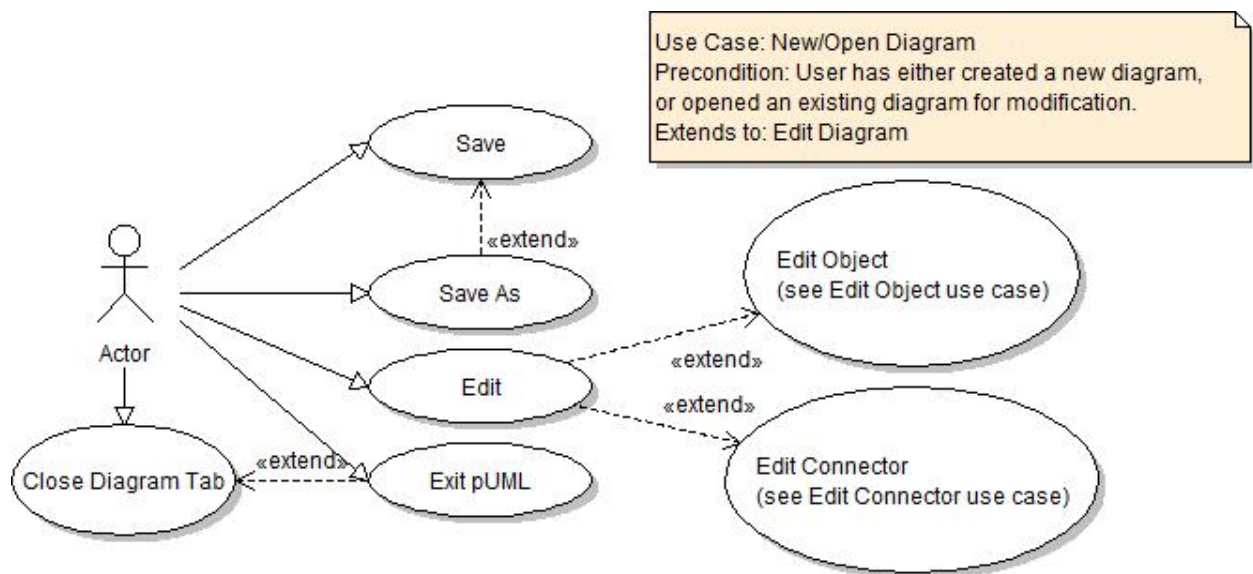 Use Case: New/Open Diagram
Precondition: User has either created a new diagram,
or opened an existing diagram for modification.
Extends to: Edit Diagram
Save
«extend»
Save As
Edit Object
(see Edit Object use case)
Actor
«extend»
Edit
«extend»
Close Diagram Tab
«extend»
Exit pUML
Edit Connector
(see Edit Connector use case)